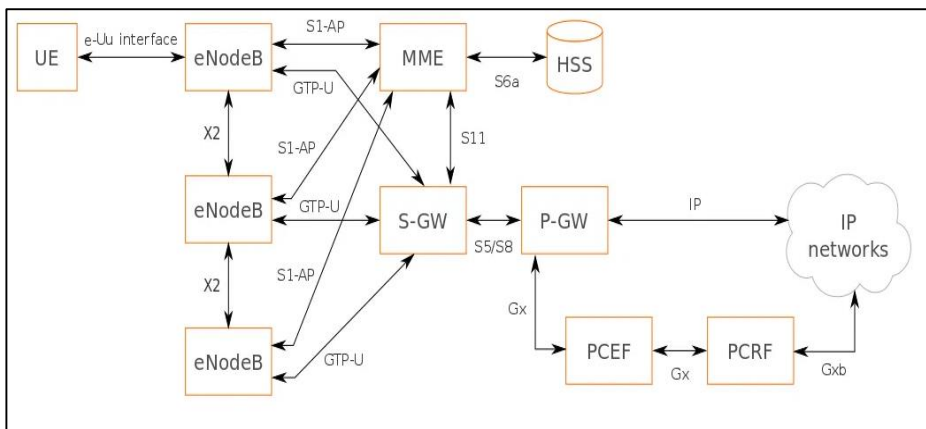 S1-AP
e-Uu interface
UE
eNodeB
MME
HSS
S6a
GTP-U
X2
S1-AP
S11
eNodeB
GTP-U
S-GW
S5/S8
P-GW
IP
IP
networks
X2
S1-AP
Gx
eNodeB
GTP-U
PCEF
Gx
PCRF
Gxb